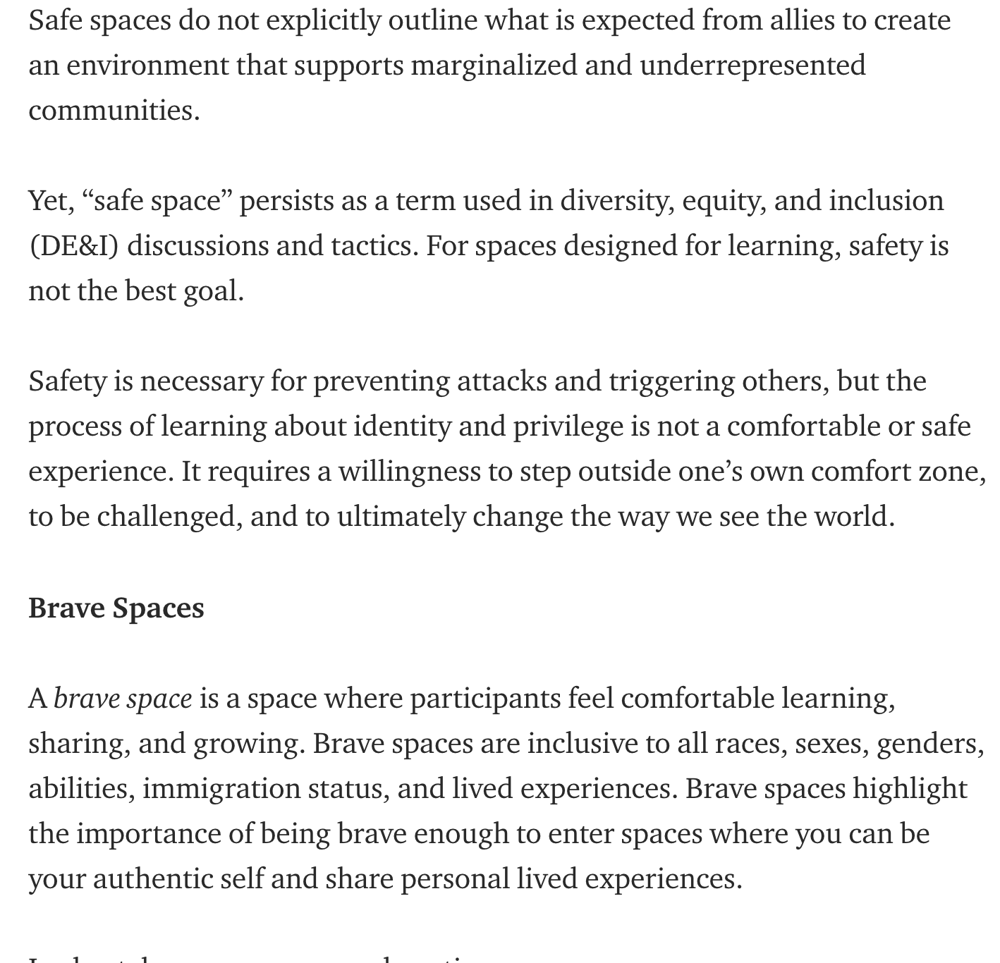 Safe spaces do not explicitly outline what is expected from allies to create
an environment that supports marginalized and underrepresented
communities.
Yet, “safe space” persists as a term used in diversity, equity, and inclusion
(DE&I) discussions and tactics. For spaces designed for learning, safety is
not the best goal.
Safety is necessary for preventing attacks and triggering others, but the
process of learning about identity and privilege is not a comfortable or safe
experience. It requires a willingness to step outside one’s own comfort zone,
to be challenged, and to ultimately change the way we see the world.
Brave Spaces
A brave space is a space where participants feel comfortable learning,
sharing, and growing. Brave spaces are inclusive to all races, sexes, genders,
abilities, immigration status, and lived experiences. Brave spaces highlight
the importance of being brave enough to enter spaces where you can be
your authentic self and share personal lived experiences.